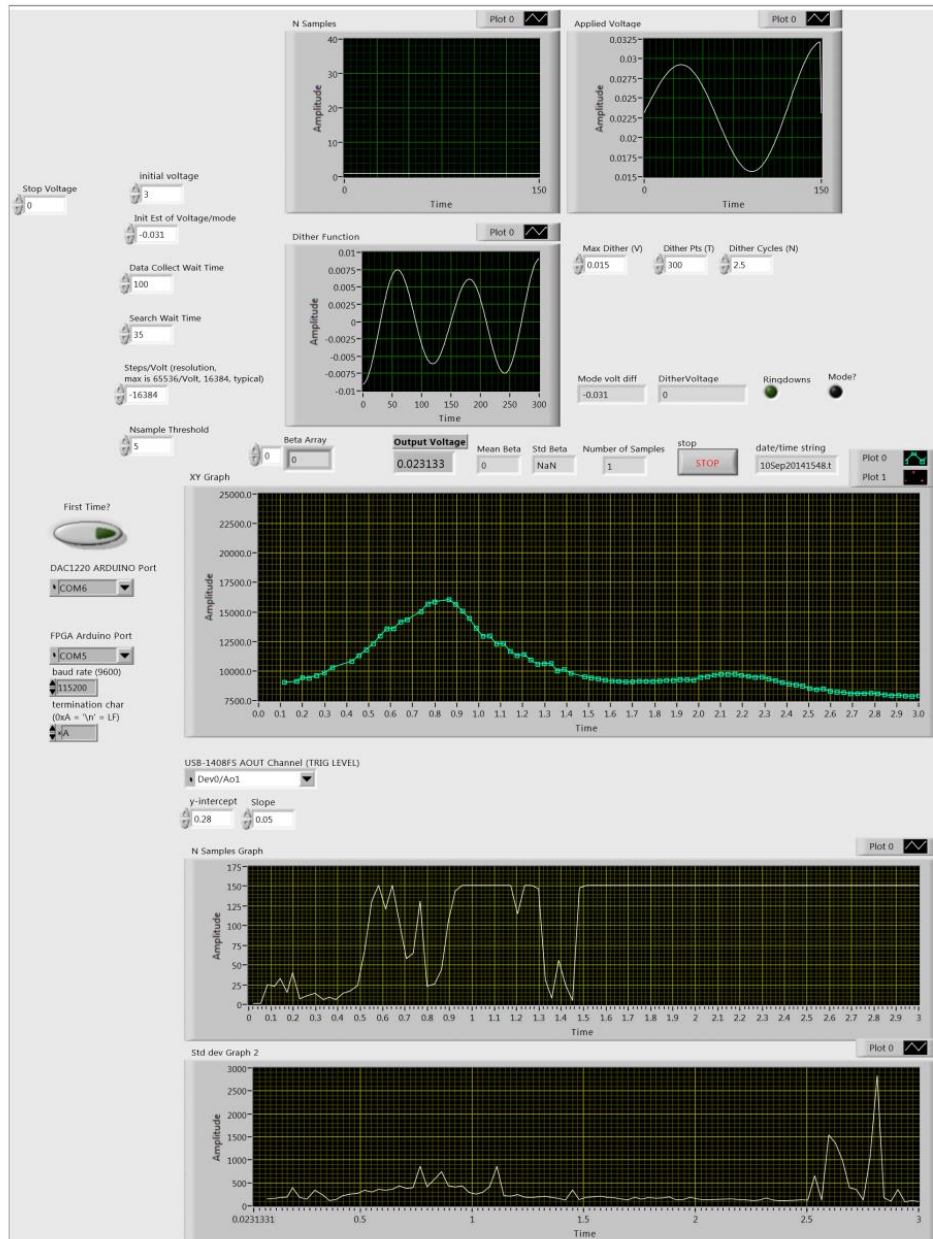 N Samples
Plot 0
40-
30-
20-
10-
0-
Amplitude
0
150
Time
Applied Voltage
Plot 0
0.0325-
0.03-
0.0275-
0.025-
0.0225-
0.02-
0.0175-
0.015-
Amplitude
0
150
Time
Stop Voltage
0
initial voltage
3
Init Est of Voltage/mode
-0.031
Data Collect Wait Time
100
Search Wait Time
35
Steps/Volt (resolution,
max is 65536/Volt, 16384, typical)
-16384
Nsample Threshold
5
Dither Function
Plot 0
0.01-
0.0075-
0.005-
0.0025-
0-
-0.0025-
-0.005-
-0.0075-
-0.01-
Amplitude
0 50 100 150 200 250 300
Time
Max Dither (V)
0.015
Dither Pts (T)
300
Dither Cycles (N)
2.5
Mode volt diff
-0.031
DitherVoltage
0
Ringdowns
Mode?
Beta Array
0
0
Output Voltage
0.023133
Mean Beta
0
Std Beta
NaN
Number of Samples
1
stop
STOP
date/time string
10Sep20141548.t
Plot 0
Plot 1
XY Graph
25000.0-
22500.0-
20000.0-
17500.0-
15000.0-
12500.0-
10000.0-
7500.0-
Amplitude
0.0 0.1 0.2 0.3 0.4 0.5 0.6 0.7 0.8 0.9 1.0 1.1 1.2 1.3 1.4 1.5 1.6 1.7 1.8 1.9 2.0 2.1 2.2 2.3 2.4 2.5 2.6 2.7 2.8 2.9 3.0
Time
First Time?
DAC1220 ARDUINO Port
COM6
FPGA Arduino Port
COM5
baud rate (9600)
115200
termination char
(0xA = '\n' = LF)
xA
USB-1408FS AOUT Channel (TRIG LEVEL)
Dev0/Ao1
y-intercept
0.28
Slope
0.05
N Samples Graph
Plot 0
175-
150-
125-
100-
75-
50-
25-
0-
Amplitude
0 0.1 0.2 0.3 0.4 0.5 0.6 0.7 0.8 0.9 1 1.1 1.2 1.3 1.4 1.5 1.6 1.7 1.8 1.9 2 2.1 2.2 2.3 2.4 2.5 2.6 2.7 2.8 2.9 3
Time
Std dev Graph 2
Plot 0
3000-
2500-
2000-
1500-
1000-
500-
0-
Amplitude
0.0231331 0.5 1 1.5 2 2.5 3
Time